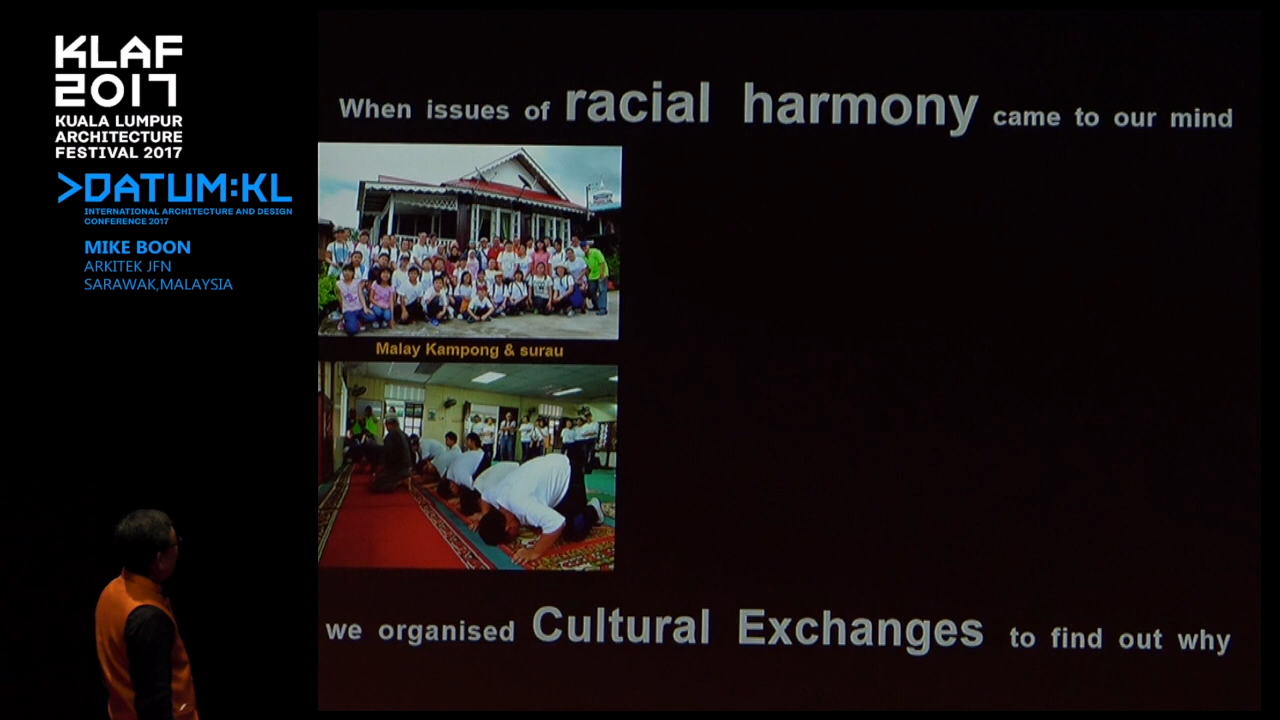 KLAF
2017
KUALA LUMPUR
ARCHITECTURE
FESTIVAL 2017
>DATUM:KL
INTERNATIONAL ARCHITECTURE AND DESIGN
CONFERENCE 2017
MIKE BOON
ARKITEK JFN
SARAWAK,MALAYSIA
When issues of racial harmony came to our mind
Malay Kampong & surau
we organised Cultural Exchanges to find out why